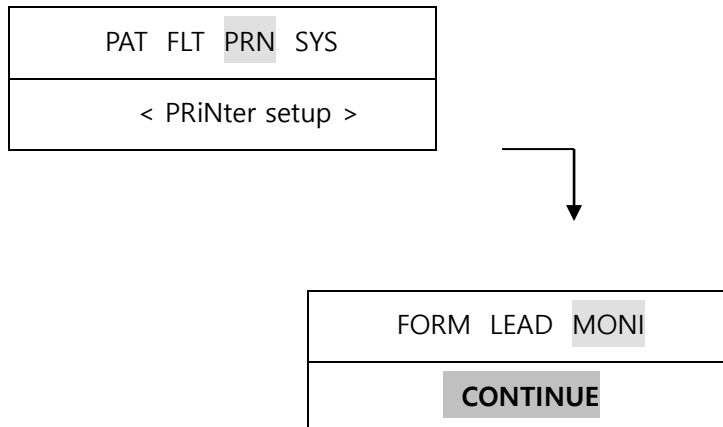 PAT FLT PRN SYS
< PRiNter setup >
FORM LEAD MONI
CONTINUE